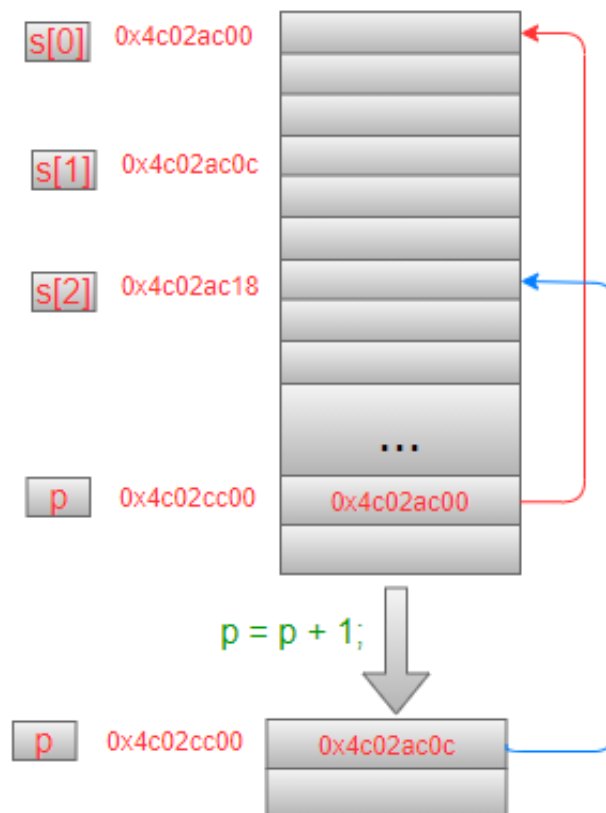 s[0] 0x4c02ac00
s[1] 0x4c02ac0c
s[2] 0x4c02ac18
...
p 0x4c02cc00 0x4c02ac00
p = p + 1;
p 0x4c02cc00 0x4c02ac0c